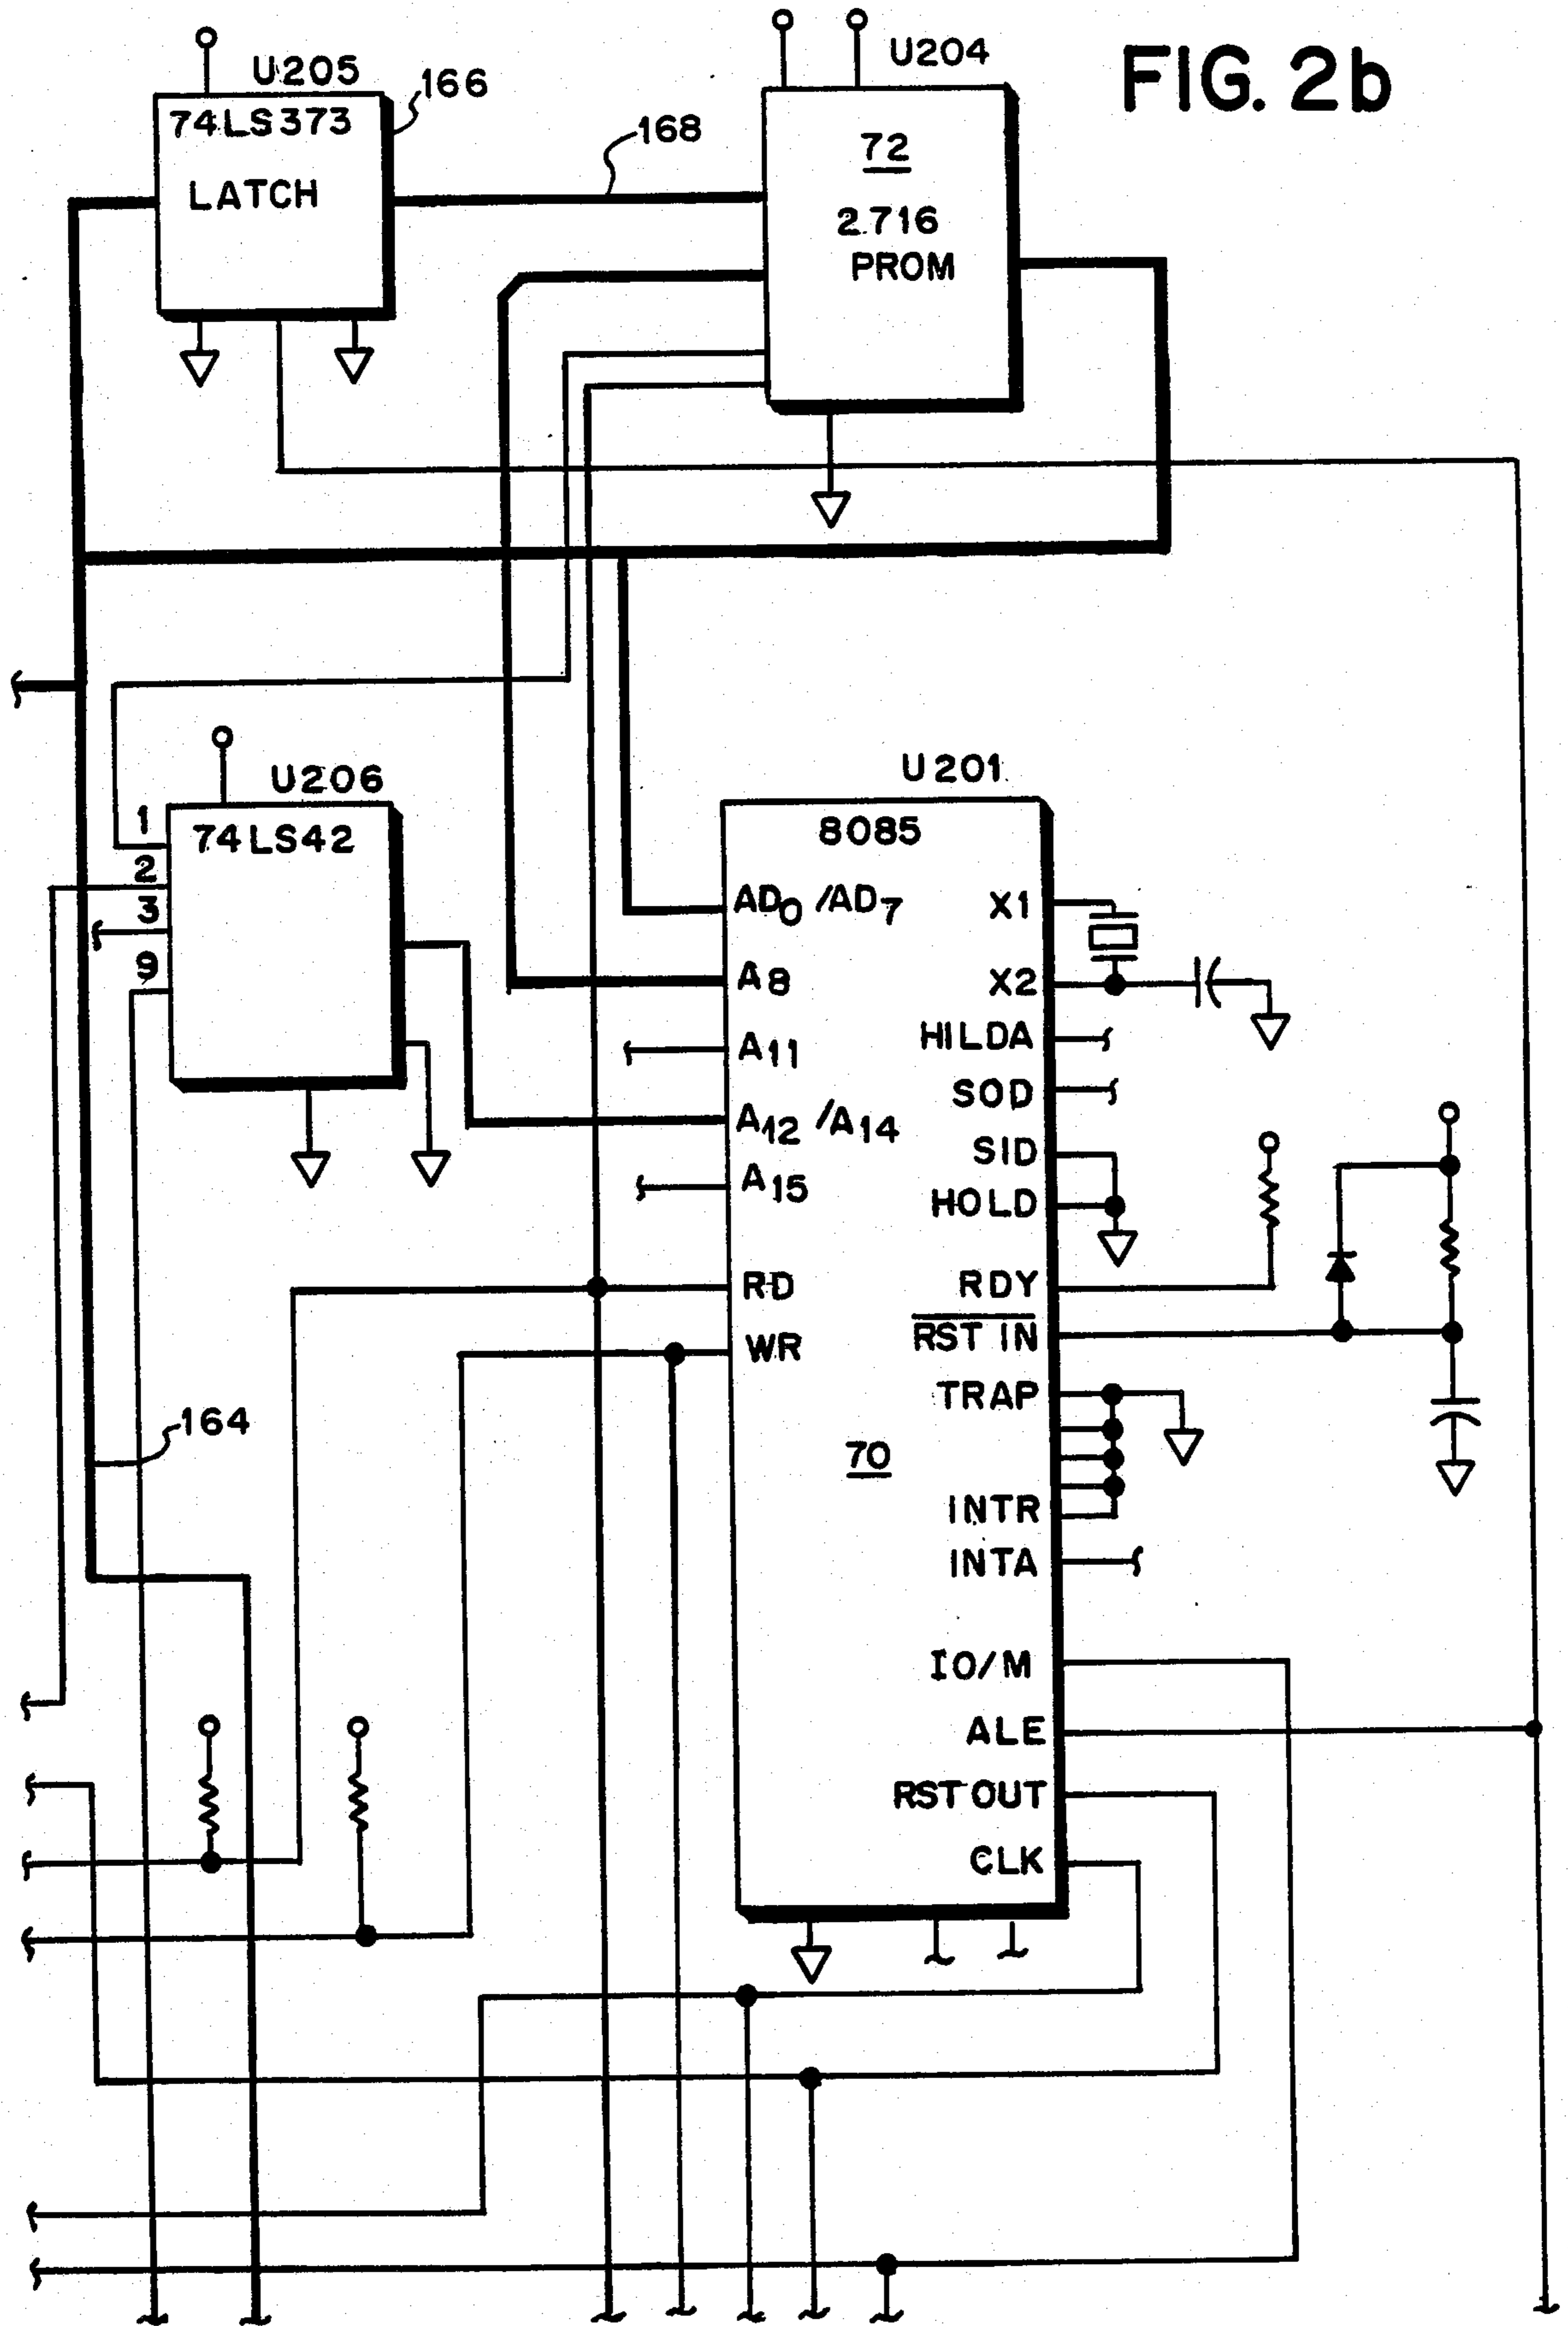 FIG. 2b
U205
74LS373
LATCH
166
168
U204
72
2.716
PROM
U206
74LS42
1
2
3
9
U201
8085
AD0 /AD7
A8
A11
A12 /A14
A15
RD
WR
70
X1
X2
HILDA
SOD
SID
HOLD
RDY
RST IN
TRAP
INTR
INTA
IO/M
ALE
RST OUT
CLK
164